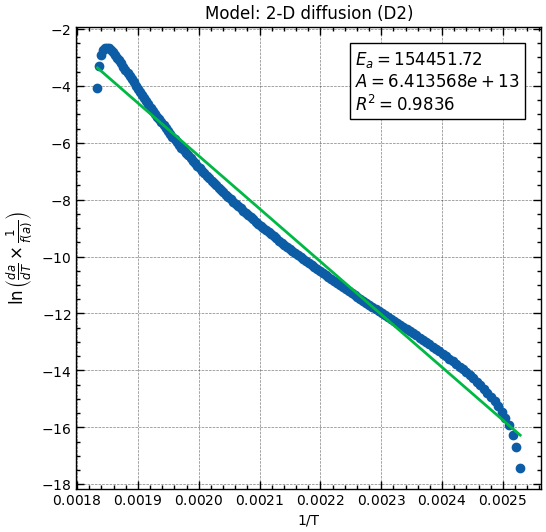 Model: 2-D diffusion (D2)
−2
−4
−6
−8
−10
−12
−14
−16
−18
ln(da/dT × 1/f(a))
E_a = 154451.72
A = 6.413568e + 13
R^2 = 0.9836
0.0018 0.0019 0.0020 0.0021 0.0022 0.0023 0.0024 0.0025
1/T